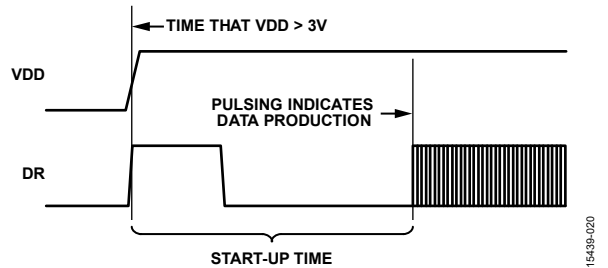 TIME THAT VDD > 3V
VDD
PULSING INDICATES
DATA PRODUCTION
DR
START-UP TIME
15439-020